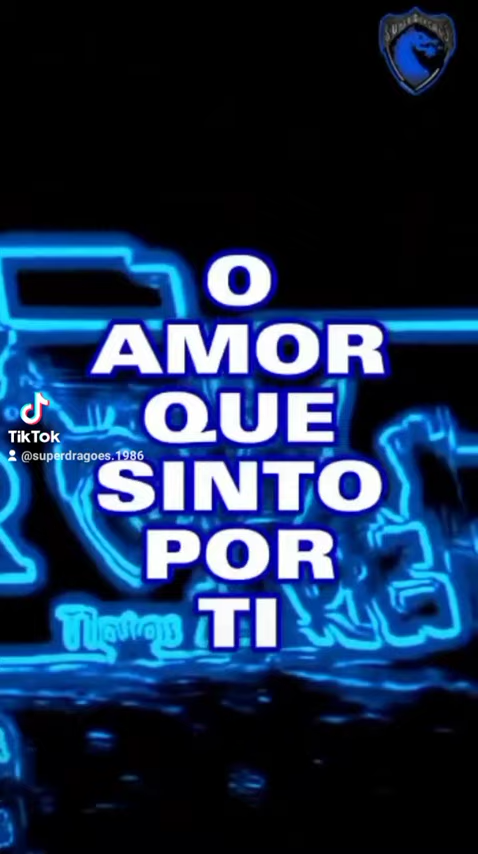 O
AMOR
QUE
SINTO
POR
TI
TikTok
@superdragoes.1986